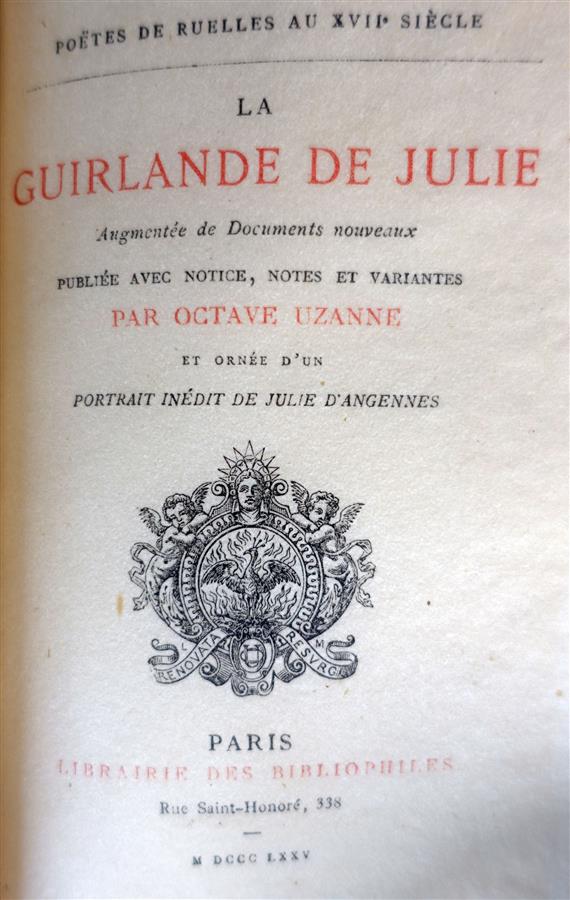 POËTES DE RUELLES AU XVIIe SIÈCLE
LA
GUIRLANDE DE JULIE
Augmentée de Documents nouveaux
PUBLIÉE AVEC NOTICE, NOTES ET VARIANTES
PAR OCTAVE UZANNE
ET ORNÉE D'UN
PORTRAIT INÉDIT DE JULIE D'ANGENNES
L M
RENOVATA RESVRGO
PARIS
LIBRAIRIE DES BIBLIOPHILES
Rue Saint-Honoré, 338
—
M DCCC LXXV